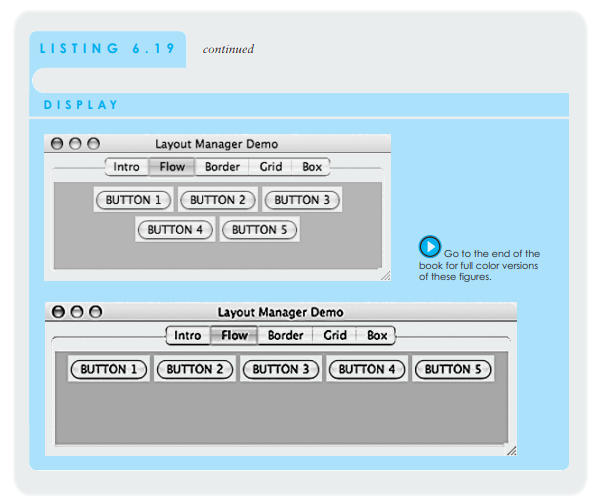 LISTING 6.19 continued
DISPLAY
Layout Manager Demo
Intro Flow Border Grid Box
BUTTON 1 BUTTON 2 BUTTON 3
BUTTON 4 BUTTON 5
Go to the end of the
book for full color versions
of these figures.
Layout Manager Demo
Intro Flow Border Grid Box
BUTTON 1 BUTTON 2 BUTTON 3 BUTTON 4 BUTTON 5